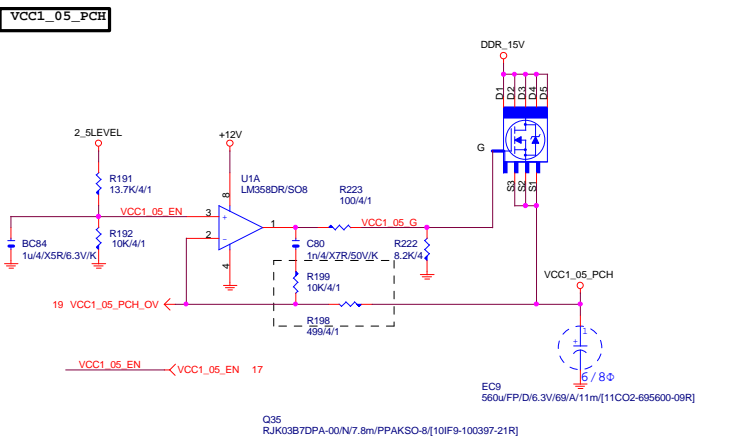 VCC1_05_PCH
DDR_15V
D1
D2
D3
D4
D5
G
S3
S2
S1
2_5LEVEL
+12V
R191
13.7K/4/1
U1A
LM358DR/SO8
8
R223
100/4/1
VCC1_05_EN
3
+
1
VCC1_05_G
2
-
4
BC84
1u/4/X5R/6.3V/K
R192
10K/4/1
C80
1n/4/X7R/50V/K
R222
8.2K/4
R199
10K/4/1
VCC1_05_PCH
19 VCC1_05_PCH_OV
R198
499/4/1
1
+
6/8Φ
VCC1_05_EN
VCC1_05_EN 17
EC9
560u/FP/D/6.3V/69/A/11m/[11CO2-695600-09R]
Q35
RJK03B7DPA-00/N/7.8m/PPAKSO-8/[10IF9-100397-21R]